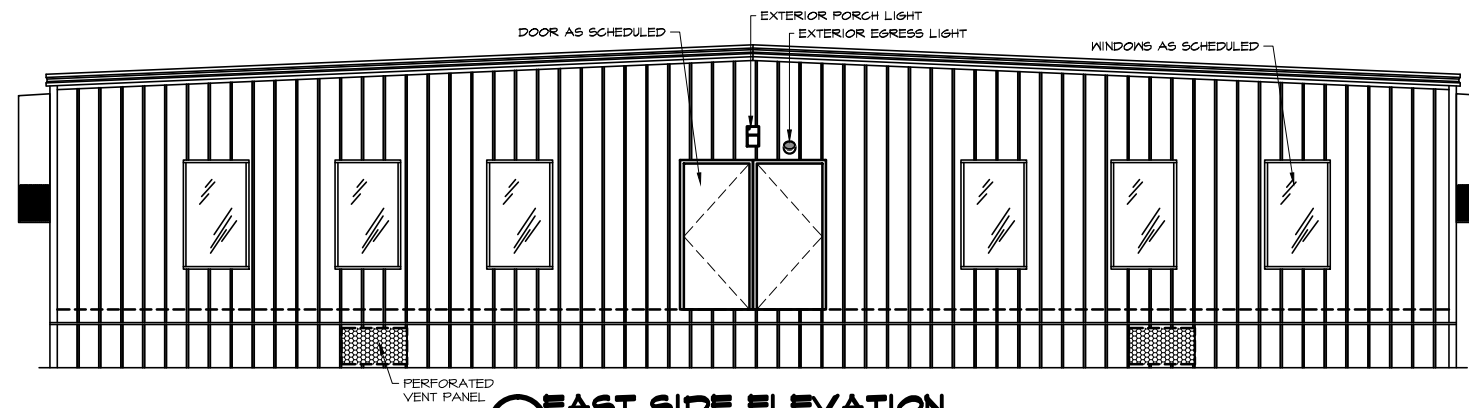 EXTERIOR PORCH LIGHT
DOOR AS SCHEDULED
EXTERIOR EGRESS LIGHT
WINDOWS AS SCHEDULED
PERFORATED
VENT PANEL
EAST SIDE ELEVATION